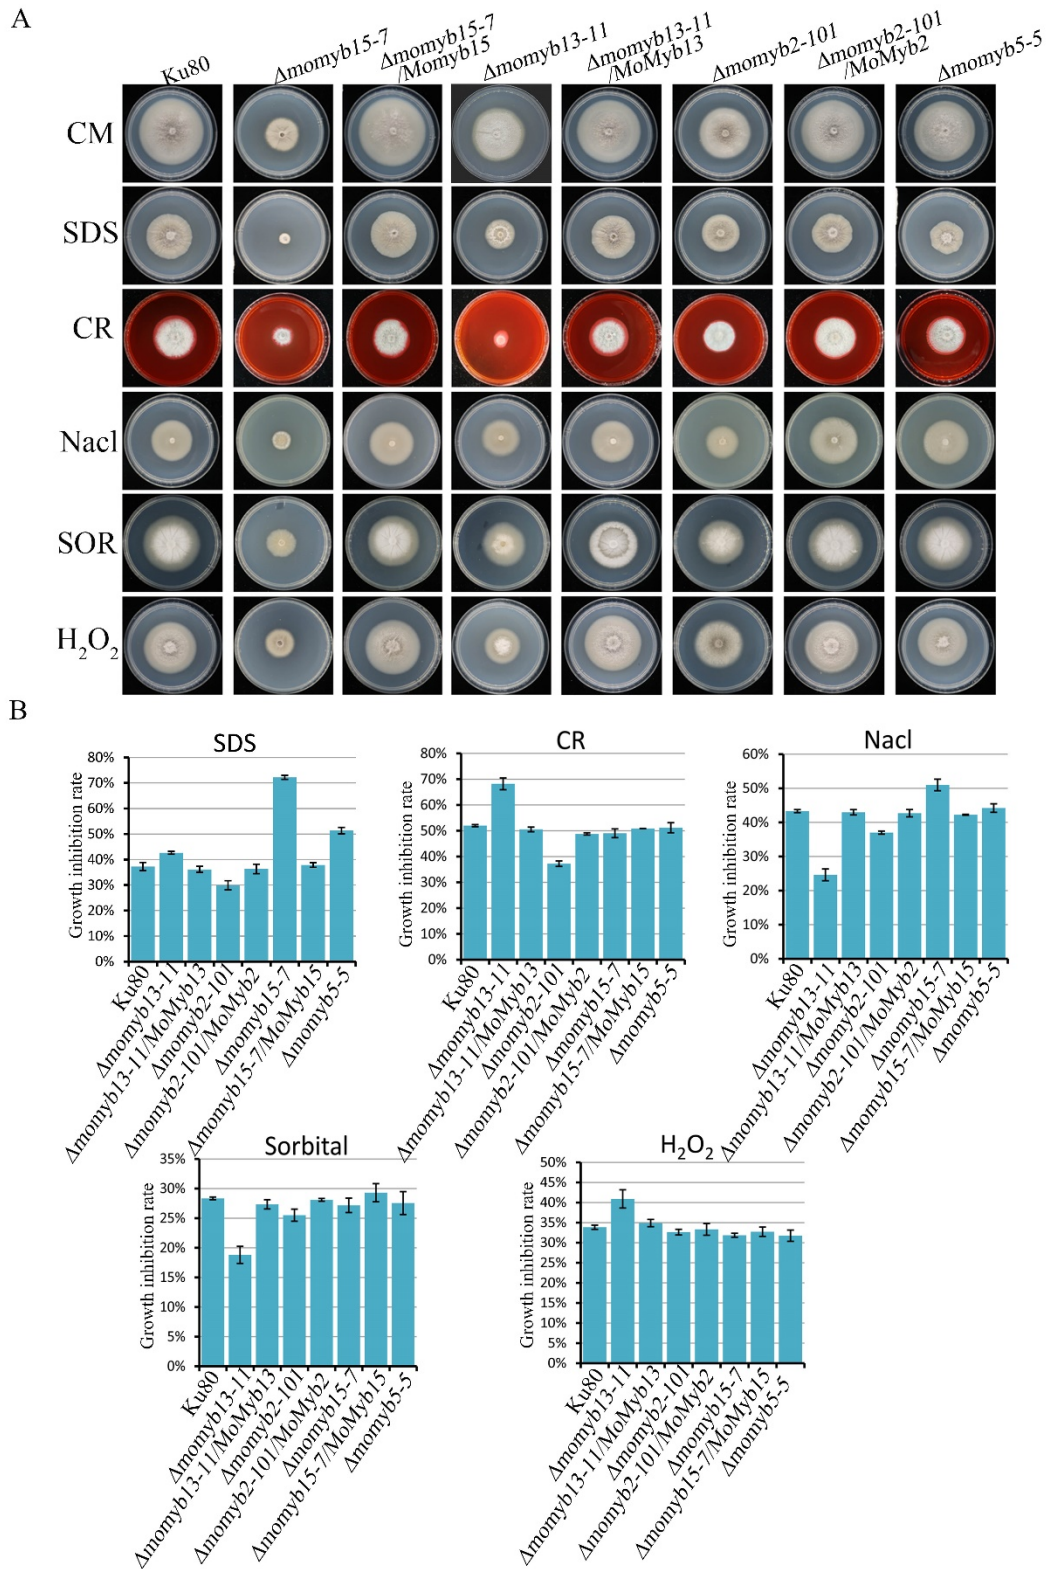 A
Ku80
Δmomyb15-7
Δmomyb15-7
/Momyb15
Δmomyb13-11
Δmomyb13-11
/MoMyb13
Δmomyb2-101
Δmomyb2-101
/MoMyb2
Δmomyb5-5
CM
SDS
CR
Nacl
SOR
H₂O₂
B
SDS
Growth inhibition rate
80%
70%
60%
50%
40%
30%
20%
10%
0%
Ku80
Δmomyb13-11
Δmomyb13-11/MoMyb13
Δmomyb2-101
Δmomyb2-101/MoMyb2
Δmomyb15-7
Δmomyb15-7/MoMyb15
Δmomyb5-5
CR
Growth inhibition rate
80%
70%
60%
50%
40%
30%
20%
10%
0%
Ku80
Δmomyb13-11
Δmomyb13-11/MoMyb13
Δmomyb2-101
Δmomyb2-101/MoMyb2
Δmomyb15-7
Δmomyb15-7/MoMyb15
Δmomyb5-5
Nacl
Growth inhibition rate
60%
50%
40%
30%
20%
10%
0%
Ku80
Δmomyb13-11
Δmomyb13-11/MoMyb13
Δmomyb2-101
Δmomyb2-101/MoMyb2
Δmomyb15-7
Δmomyb15-7/MoMyb15
Δmomyb5-5
Sorbital
Growth inhibition rate
35%
30%
25%
20%
15%
10%
5%
0%
Ku80
Δmomyb13-11
Δmomyb13-11/MoMyb13
Δmomyb2-101
Δmomyb2-101/MoMyb2
Δmomyb15-7
Δmomyb15-7/MoMyb15
Δmomyb5-5
H₂O₂
Growth inhibition rate
50%
45%
40%
35%
30%
25%
20%
15%
10%
5%
0%
Ku80
Δmomyb13-11
Δmomyb13-11/MoMyb13
Δmomyb2-101
Δmomyb2-101/MoMyb2
Δmomyb15-7
Δmomyb15-7/MoMyb15
Δmomyb5-5